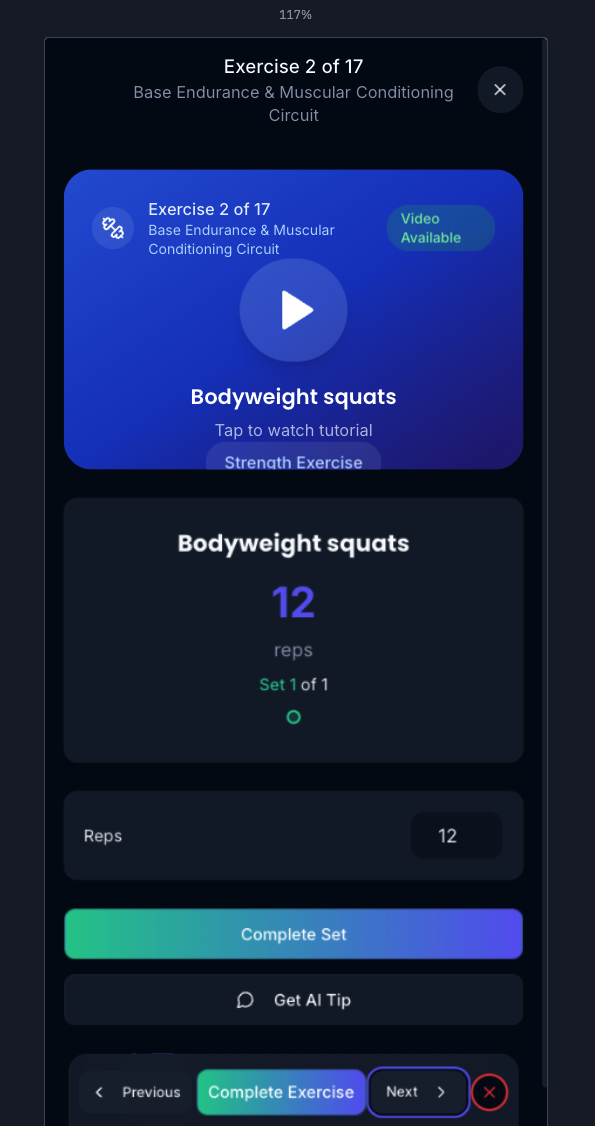 117%
Exercise 2 of 17
Base Endurance & Muscular Conditioning
Circuit
Exercise 2 of 17
Base Endurance & Muscular
Conditioning Circuit
Video
Available
Bodyweight squats
Tap to watch tutorial
Strength Exercise
Bodyweight squats
12
reps
Set 1 of 1
Reps
12
Complete Set
Get AI Tip
Previous
Complete Exercise
Next